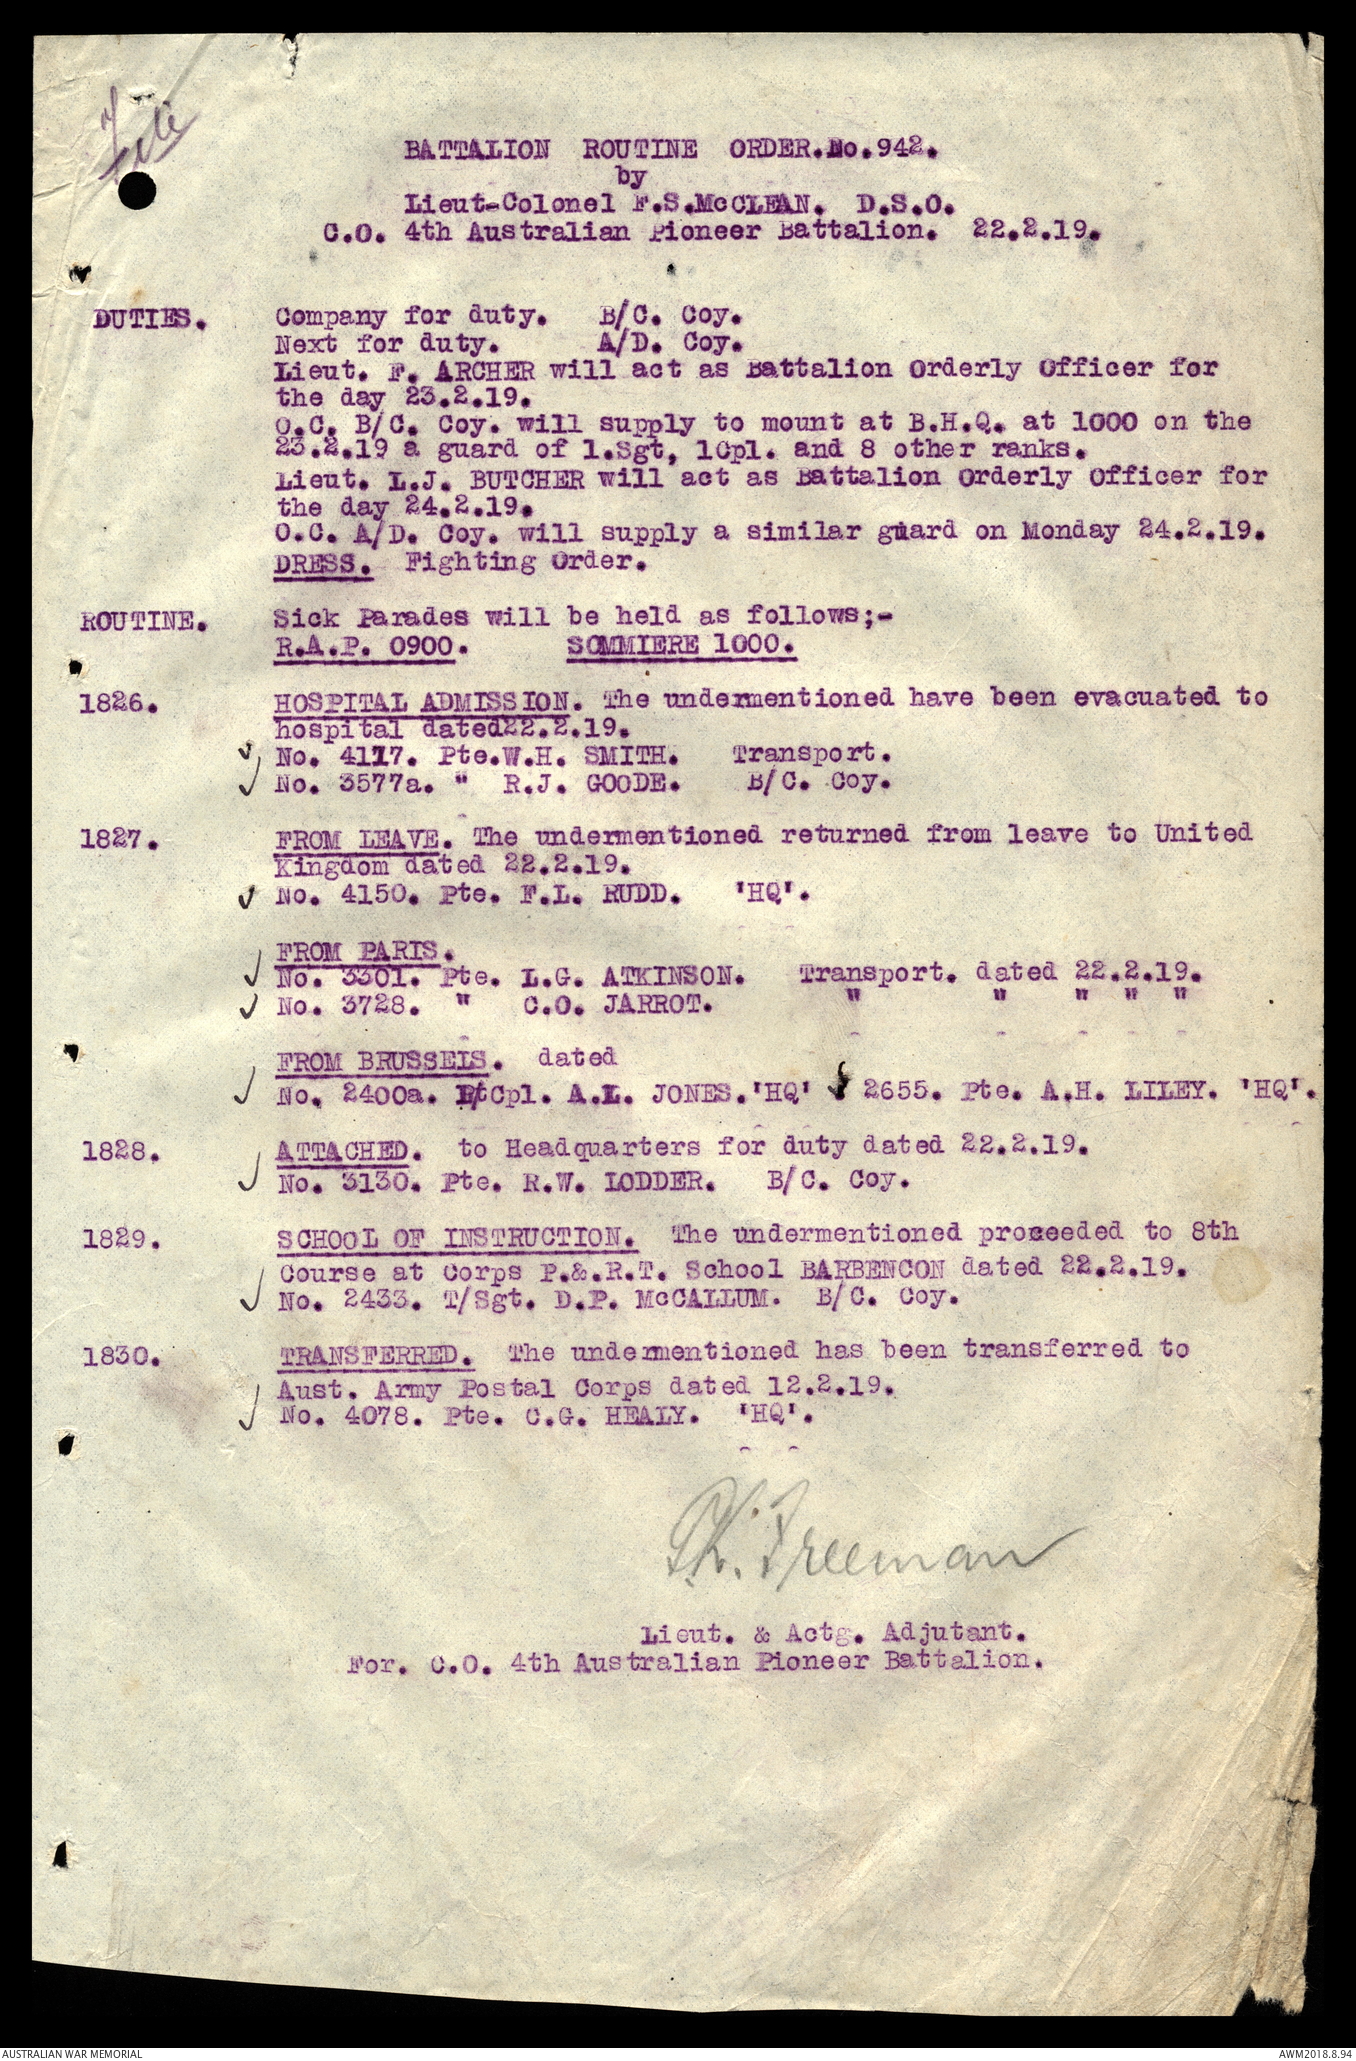 File
BATTALION ROUTINE ORDER.No.942.
by
Lieut-Colonel F.S.McCLEAN. D.S.O.
C.O. 4th Australian Pioneer Battalion. 22.2.19.
DUTIES. Company for duty. B/C. Coy.
Next for duty. A/D. Coy.
Lieut. F. ARCHER will act as Battalion Orderly Officer for
the day 23.2.19.
O.C. B/C. Coy. will supply to mount at B.H.Q. at 1000 on the
23.2.19 a guard of 1.Sgt, 1Cpl. and 8 other ranks.
Lieut. L.J. BUTCHER will act as Battalion Orderly Officer for
the day 24.2.19.
O.C. A/D. Coy. will supply a similar guard on Monday 24.2.19.
DRESS. Fighting Order.
ROUTINE. Sick Parades will be held as follows;-
R.A.P. 0900. SOMMIERE 1000.
1826. HOSPITAL ADMISSION. The undermentioned have been evacuated to
hospital dated22.2.19.
✓ No. 4117. Pte.W.H. SMITH. Transport.
✓ No. 3577a. " R.J. GOODE. B/C. Coy.
1827. FROM LEAVE. The undermentioned returned from leave to United
Kingdom dated 22.2.19.
✓ No. 4150. Pte. F.L. RUDD. 'HQ'.
FROM PARIS.
✓ No. 3301. Pte. L.G. ATKINSON. Transport. dated 22.2.19.
✓ No. 3728. " C.O. JARROT. " " " " "
FROM BRUSSELS. dated
✓ No. 2400a. L/Cpl. A.L. JONES.'HQ' ✓ 2655. Pte. A.H. LILEY. 'HQ'.
1828. ATTACHED. to Headquarters for duty dated 22.2.19.
✓ No. 3130. Pte. R.W. LODDER. B/C. Coy.
1829. SCHOOL OF INSTRUCTION. The undermentioned proceeded to 8th
Course at Corps P.&.R.T. School BARBENCON dated 22.2.19.
✓ No. 2433. T/Sgt. D.P. McCALLUM. B/C. Coy.
1830. TRANSFERRED. The undermentioned has been transferred to
Aust. Army Postal Corps dated 12.2.19.
✓ No. 4078. Pte. C.G. HEALY. 'HQ'.
Freeman
Lieut. & Actg. Adjutant.
For. C.O. 4th Australian Pioneer Battalion.
AUSTRALIAN WAR MEMORIAL AWM2018.8.94